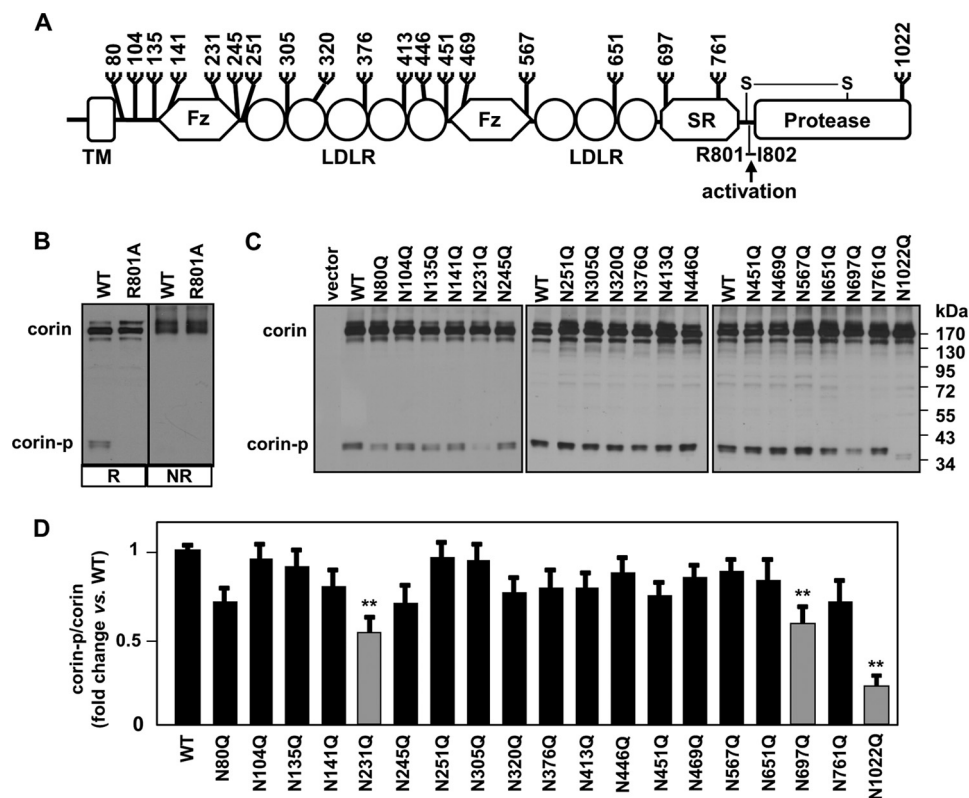 A
80 104 135 141 231 245 251 305 320 376 413 446 451 469 567 651 697 761 1022
S S
Fz Fz SR Protease
TM LDLR LDLR R801 I802
activation
B
WT R801A WT R801A
corin
corin-p
R NR
C
vector WT N80Q N104Q N135Q N141Q N231Q N245Q
WT N251Q N305Q N320Q N376Q N413Q N446Q
WT N451Q N469Q N567Q N651Q N697Q N761Q N1022Q
kDa
corin
170
130
95
72
55
corin-p
43
34
D
corin-p/corin
(fold change vs. WT)
1
0.5
0
** ** **
WT N80Q N104Q N135Q N141Q N231Q N245Q N251Q N305Q N320Q N376Q N413Q N446Q N451Q N469Q N567Q N651Q N697Q N761Q N1022Q